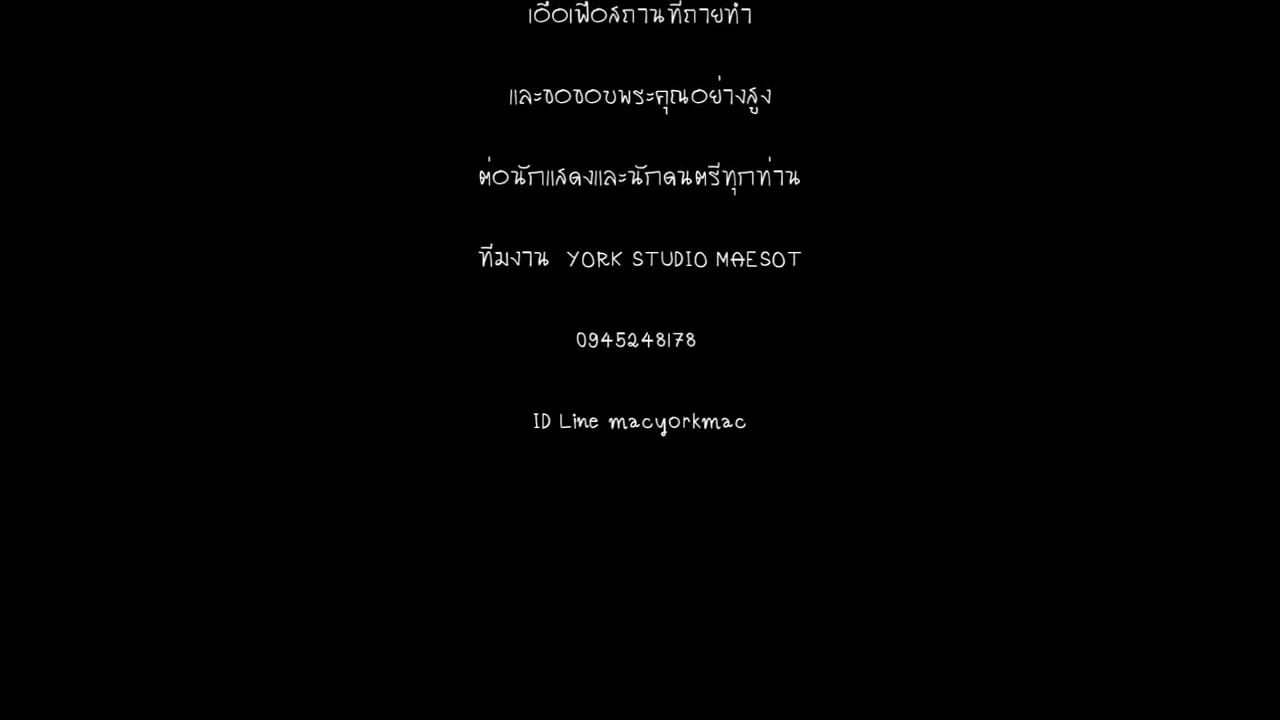 เอื้อเฟื้อสถานที่ถ่ายทำ
และขอขอบพระคุณอย่างสูง
ต่อนักแสดงและนักดนตรีทุกท่าน
ทีมงาน YORK STUDIO MAESOT
0945248178
ID Line macyorkmac